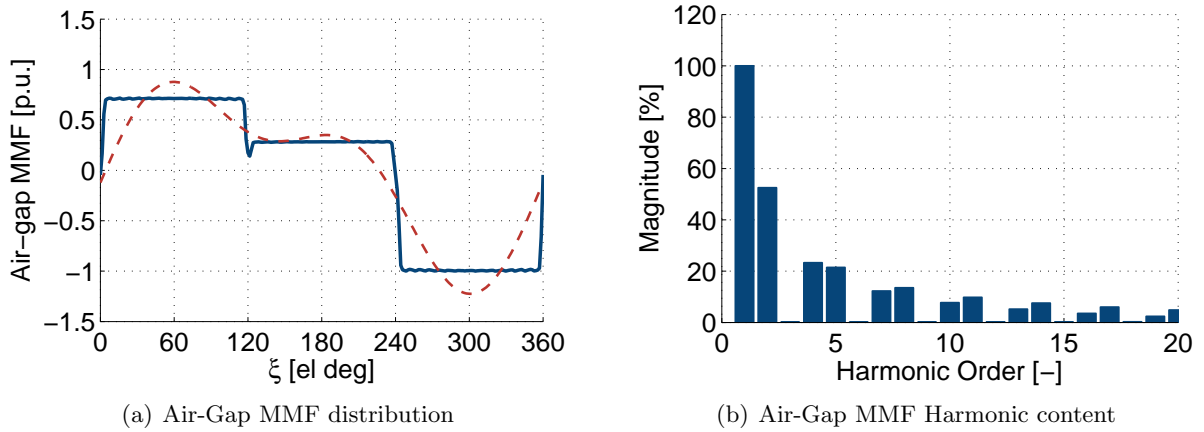 Air−gap MMF [p.u.]
1.5
1
0.5
0
−0.5
−1
−1.5
0 60 120 180 240 300 360
ξ [el deg]
(a) Air-Gap MMF distribution
Magnitude [%]
120
100
80
60
40
20
0
0 5 10 15 20
Harmonic Order [−]
(b) Air-Gap MMF Harmonic content